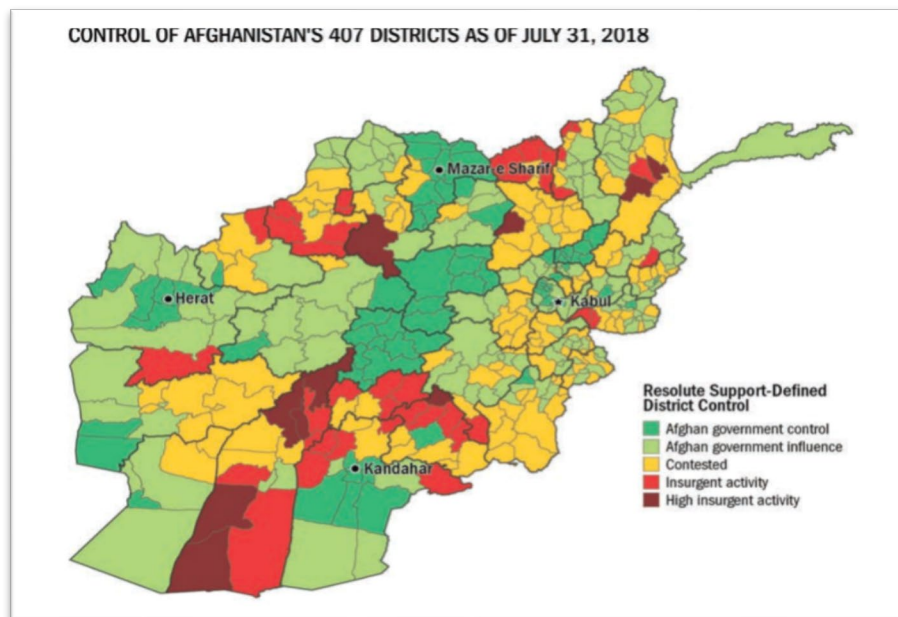 CONTROL OF AFGHANISTAN'S 407 DISTRICTS AS OF JULY 31, 2018
Mazar-e Sharif
Herat
Kabul
Kandahar
Resolute Support-Defined
District Control
Afghan government control
Afghan government influence
Contested
Insurgent activity
High insurgent activity